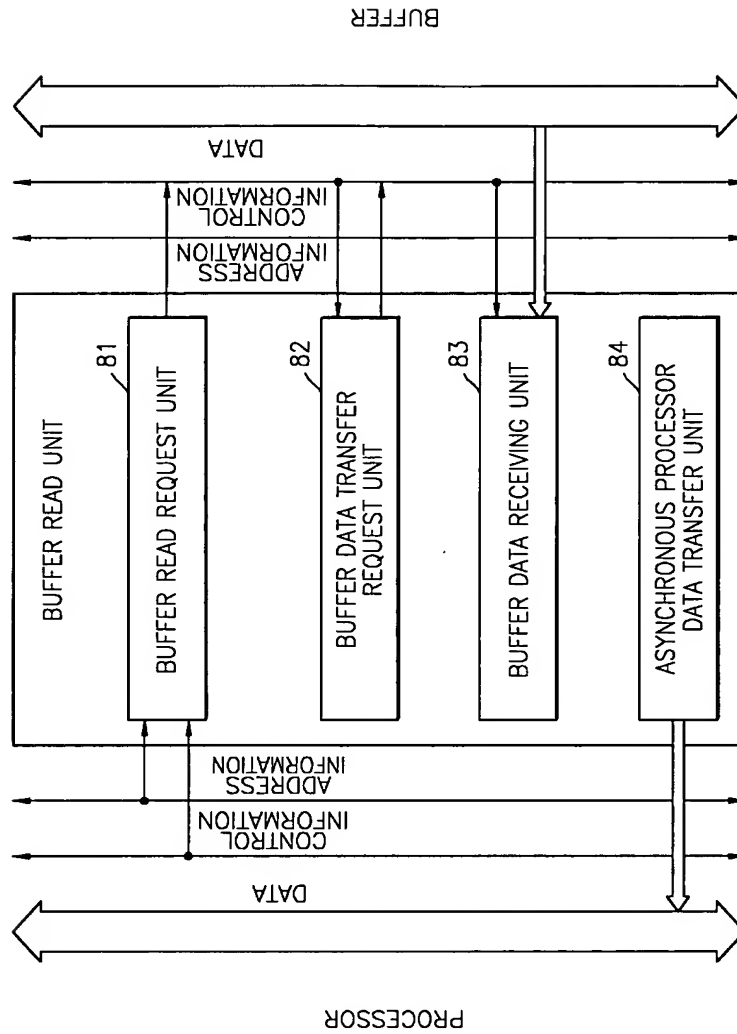 BUFFER
DATA
CONTROL
INFORMATION
ADDRESS
INFORMATION
BUFFER READ UNIT
81
BUFFER READ REQUEST UNIT
82
BUFFER DATA TRANSFER
REQUEST UNIT
83
BUFFER DATA RECEIVING UNIT
84
ASYNCHRONOUS PROCESSOR
DATA TRANSFER UNIT
ADDRESS
INFORMATION
CONTROL
INFORMATION
DATA
PROCESSOR